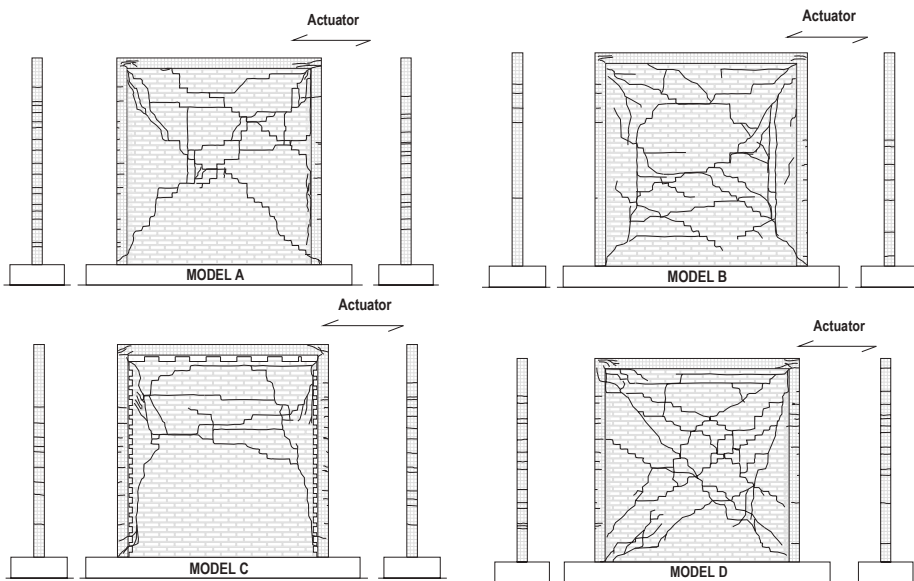 Actuator
Actuator
MODEL A
MODEL B
Actuator
Actuator
MODEL C
MODEL D